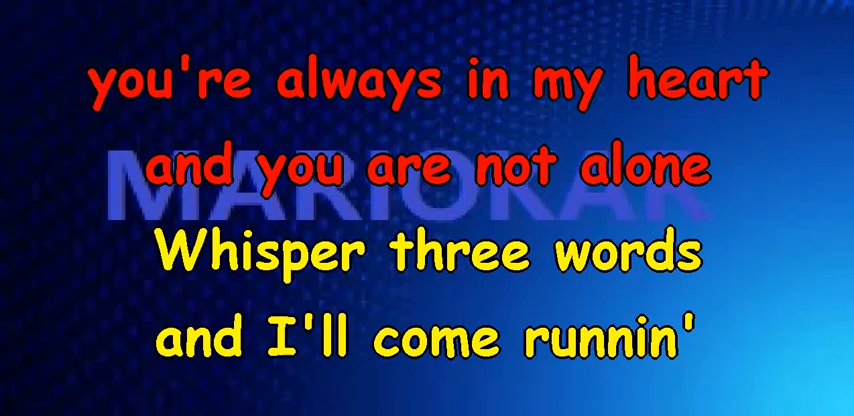 you're always in my heart
and you are not alone
MARIOKAR
Whisper three words
and I'll come runnin'